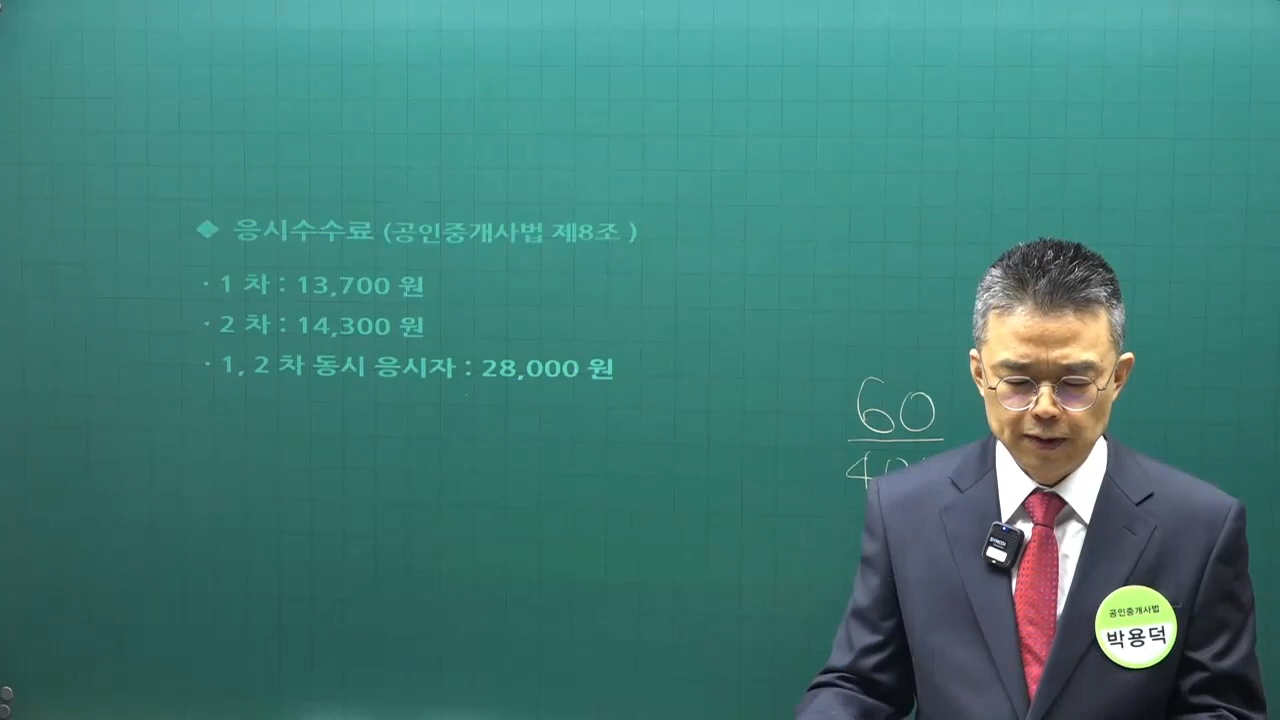 ◆ 응시수수료 (공인중개사법 제8조 )
· 1 차 : 13,700 원
· 2 차 : 14,300 원
· 1, 2 차 동시 응시자 : 28,000 원
60
공인중개사법
박용덕